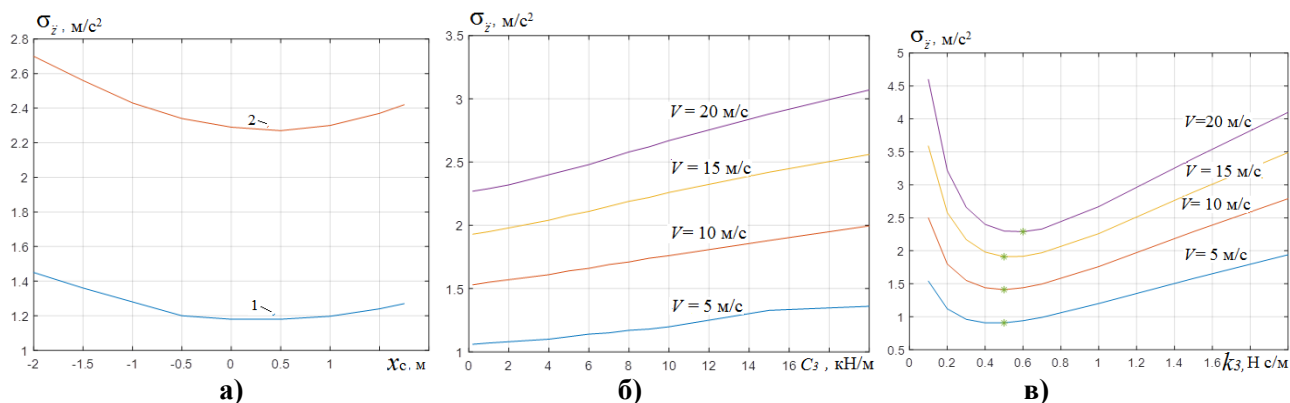 σz̈ , м/с²
2.8
2.6
2.4
2.2
2
1.8
1.6
1.4
1.2
1
2
1
-2 -1.5 -1 -0.5 0 0.5 1 xс, м
а)
σz̈ , м/с²
3.5
3
2.5
2
1.5
1
V = 20 м/с
V = 15 м/с
V = 10 м/с
V = 5 м/с
0 2 4 6 8 10 12 14 16 C3 , кН/м
б)
σz̈ , м/с²
5
4.5
4
3.5
3
2.5
2
1.5
1
0.5
V=20 м/с
V = 15 м/с
V= 10 м/с
V= 5 м/с
0 0.2 0.4 0.6 0.8 1 1.2 1.4 1.6 k3, Н с/м
в)